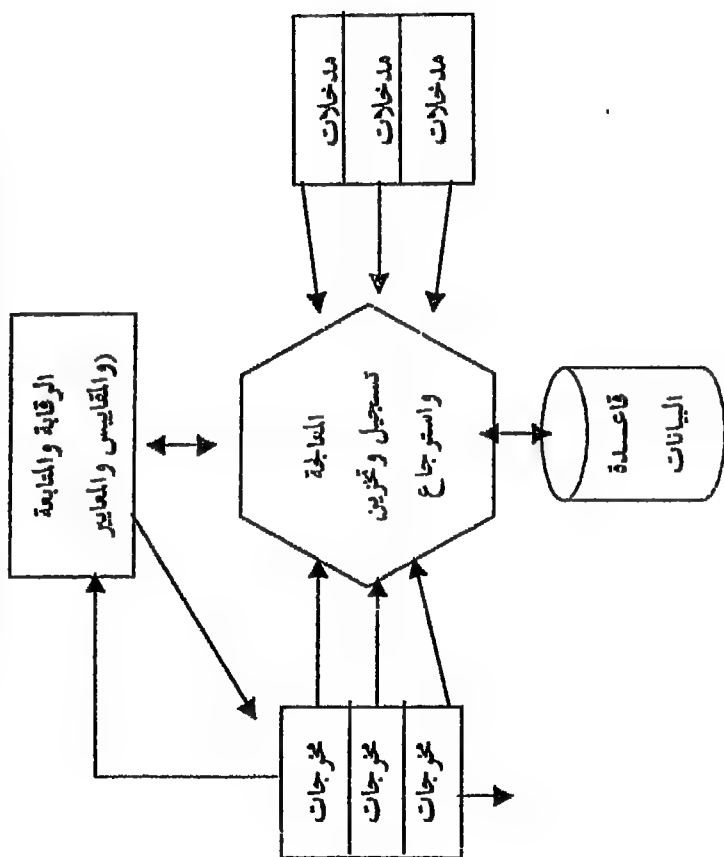 مدخلات
مدخلات
مدخلات
الرقابة والمتابعة
(والمقاييس والمعايير
المعالجة
تسجيل وتخزين
واسترجاع
قاعدة
البيانات
مخرجات
مخرجات
مخرجات